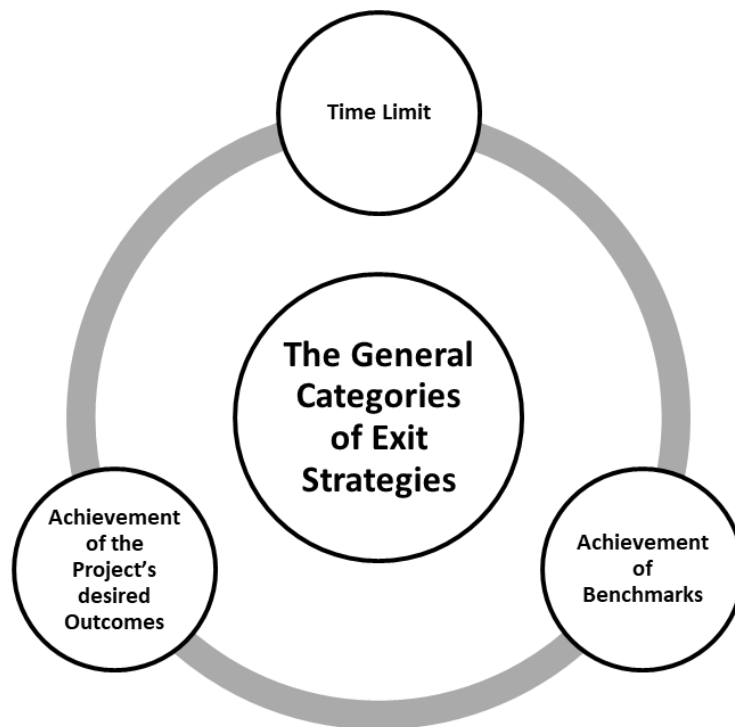 Time Limit
The General
Categories
of Exit
Strategies
Achievement
of the
Project’s
desired
Outcomes
Achievement
of
Benchmarks